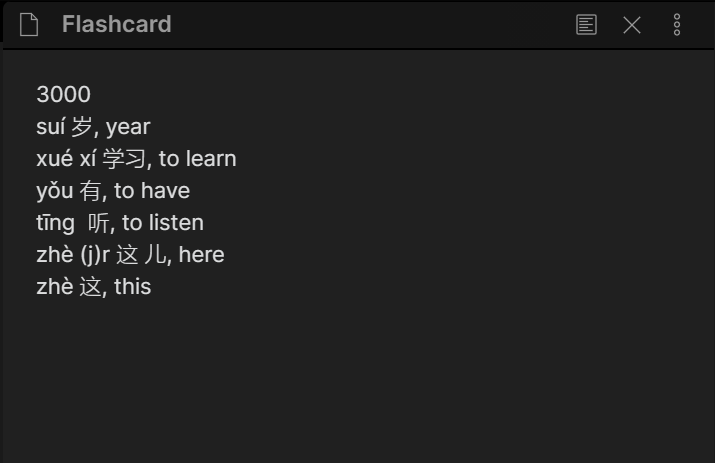 Flashcard
3000
suí 岁, year
xué xí 学习, to learn
yǒu 有, to have
tīng  听, to listen
zhè (j)r 这 儿, here
zhè 这, this